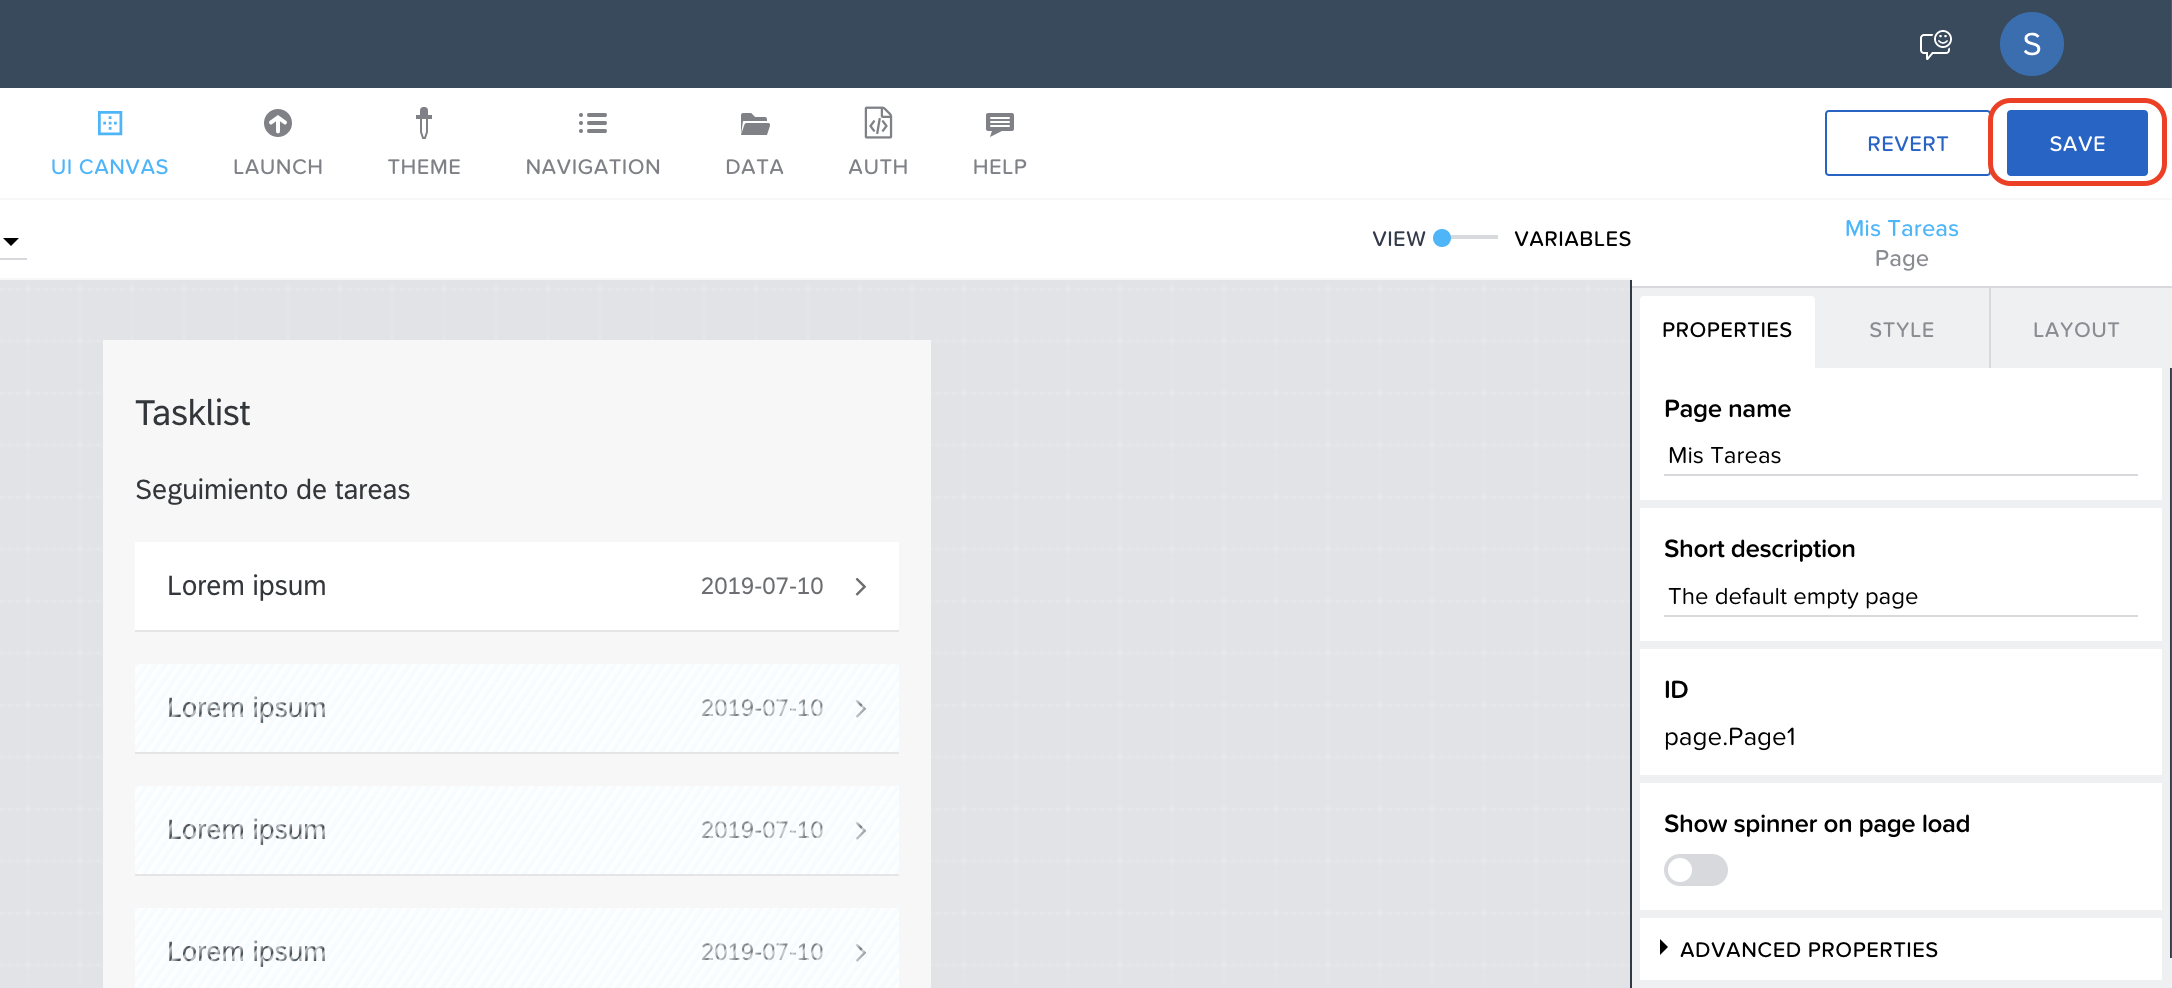 S
UI CANVAS
LAUNCH
THEME
NAVIGATION
DATA
AUTH
HELP
REVERT
SAVE
VIEW
VARIABLES
Mis Tareas
Page
PROPERTIES
STYLE
LAYOUT
Tasklist
Seguimiento de tareas
Lorem ipsum 2019-07-10
Lorem ipsum 2019-07-10
Lorem ipsum 2019-07-10
Lorem ipsum 2019-07-10
Page name
Mis Tareas
Short description
The default empty page
ID
page.Page1
Show spinner on page load
ADVANCED PROPERTIES